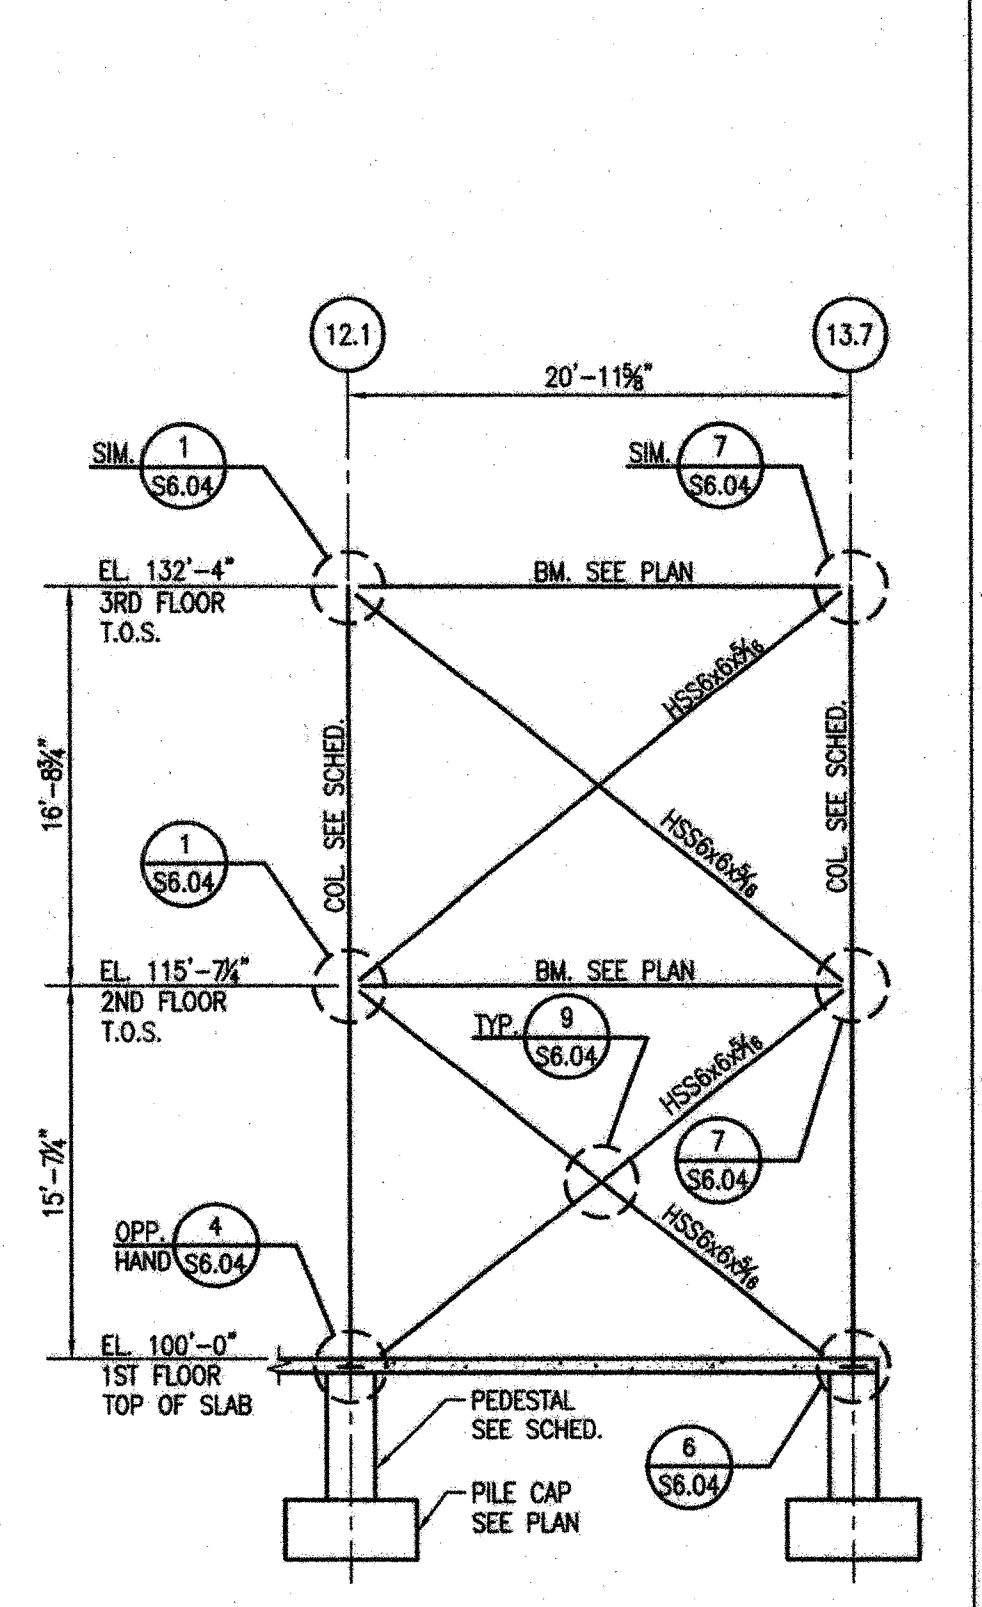 12.1
13.7
20'-11⅝"
SIM.
1
S6.04
SIM.
7
S6.04
EL. 132'-4"
3RD FLOOR
T.O.S.
BM. SEE PLAN
HSS6x6x5/16
16'-8¾"
COL. SEE SCHED.
COL. SEE SCHED.
HSS6x6x5/16
1
S6.04
EL. 115'-7¼"
2ND FLOOR
T.O.S.
BM. SEE PLAN
TYP.
9
S6.04
HSS6x6x5/16
7
S6.04
15'-7¼"
OPP.
HAND
4
S6.04
HSS6x6x5/16
EL. 100'-0"
1ST FLOOR
TOP OF SLAB
PEDESTAL
SEE SCHED.
6
S6.04
PILE CAP
SEE PLAN